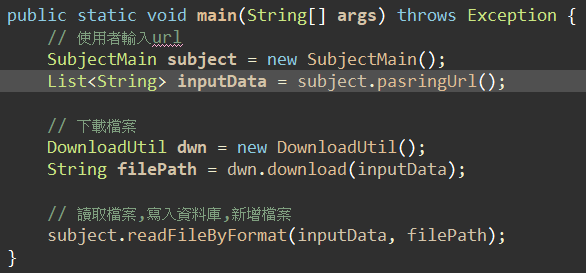 public static void main(String[] args) throws Exception {
// 使用者輸入url
SubjectMain subject = new SubjectMain();
List<String> inputData = subject.pasringUrl();
// 下載檔案
DownloadUtil dwn = new DownloadUtil();
String filePath = dwn.download(inputData);
// 讀取檔案,寫入資料庫,新增檔案
subject.readFileByFormat(inputData, filePath);
}